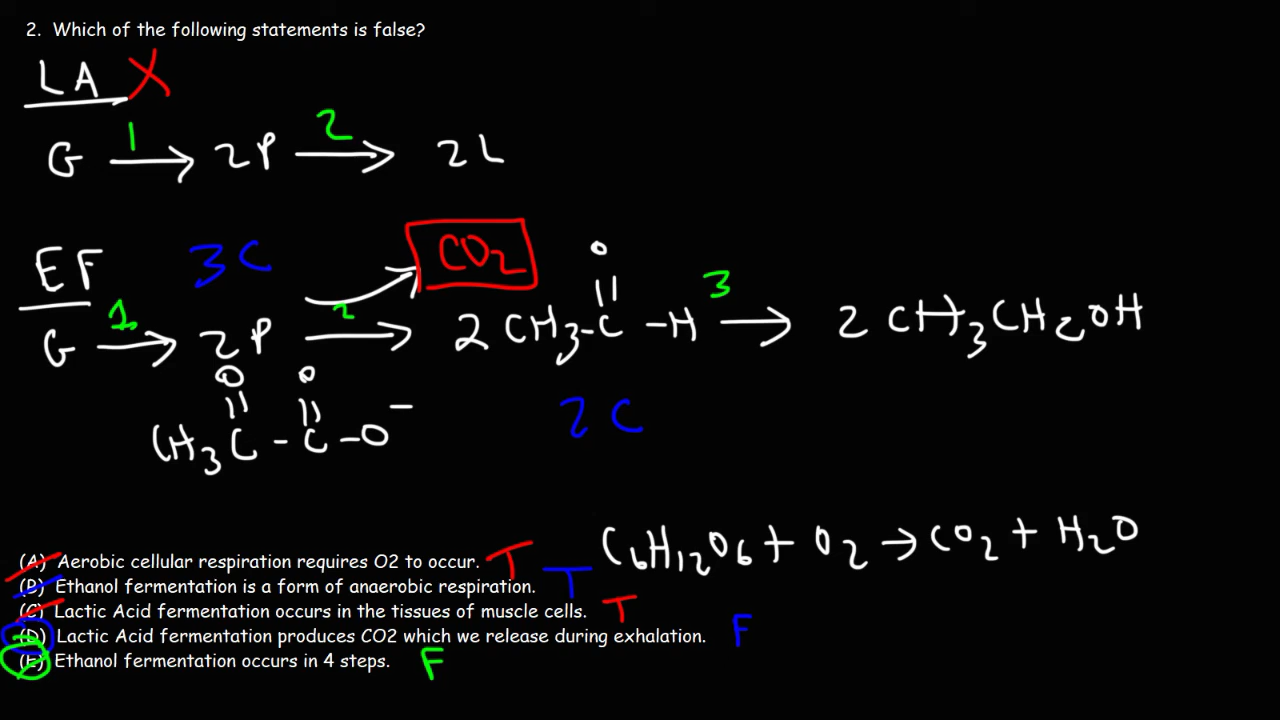 2. Which of the following statements is false?
LA X
1 2
G → 2P → 2L
EF 3C CO2 O
1. 2 || 3
G → 2P → 2 CH3-C-H → 2 CH3CH2OH
O O
|| || − 2C
CH3C-C-O
C6H12O6 + O2 → CO2 + H2O
(A) Aerobic cellular respiration requires O2 to occur. T
(B) Ethanol fermentation is a form of anaerobic respiration. T
(C) Lactic Acid fermentation occurs in the tissues of muscle cells. T
(D) Lactic Acid fermentation produces CO2 which we release during exhalation. F
(E) Ethanol fermentation occurs in 4 steps. F